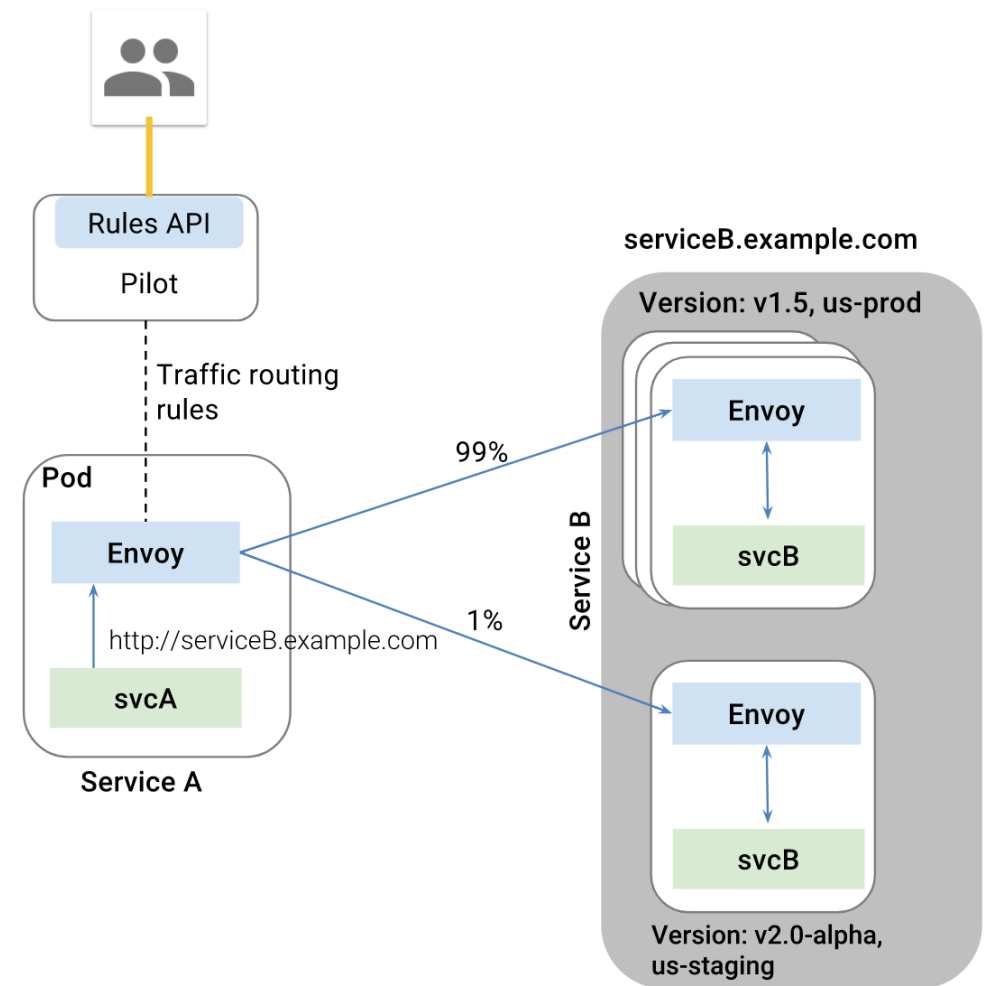 Rules API
Pilot
Traffic routing
rules
Pod
Envoy
http://serviceB.example.com
svcA
Service A
99%
1%
serviceB.example.com
Version: v1.5, us-prod
Envoy
svcB
Service B
Envoy
svcB
Version: v2.0-alpha,
us-staging